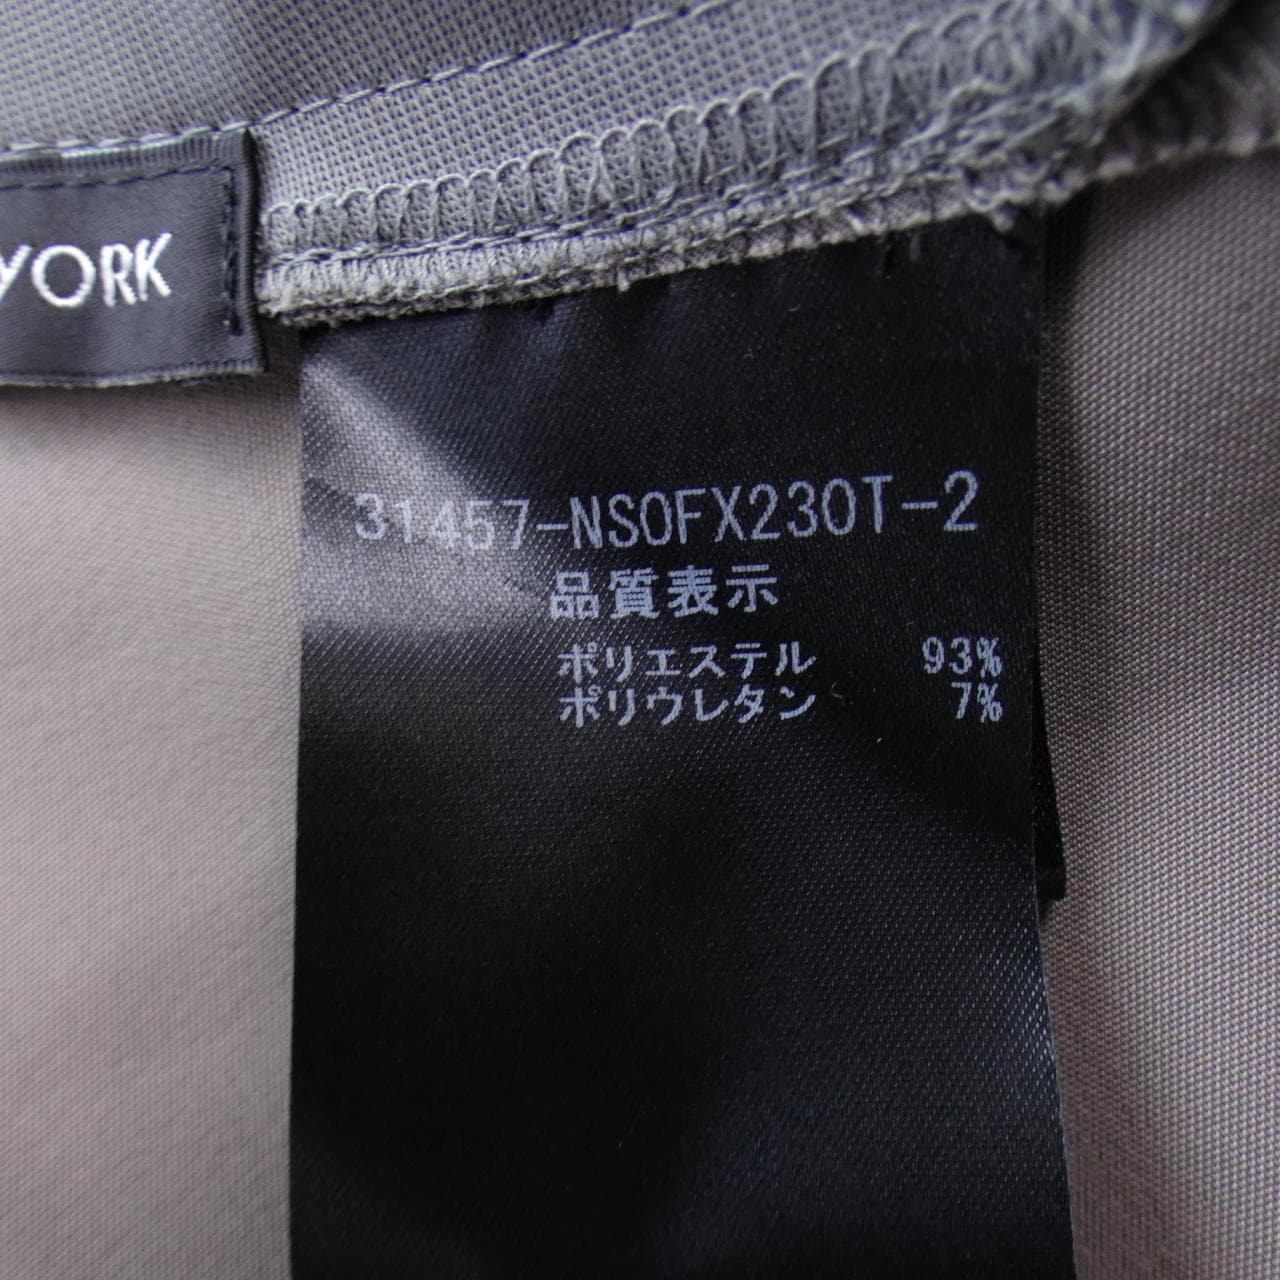 YORK
31457-NSOFX230T-2
品質表示
ポリエステル 93%
ポリウレタン 7%